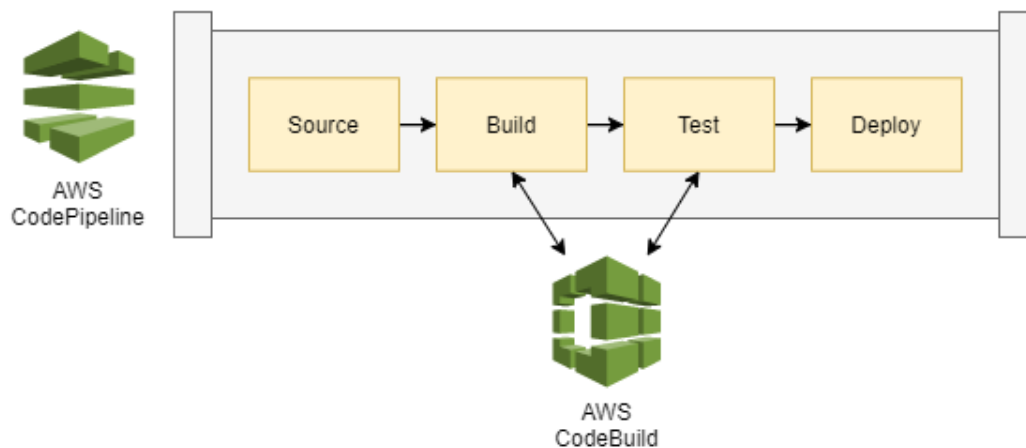 Source
Build
Test
Deploy
AWS
CodePipeline
AWS
CodeBuild